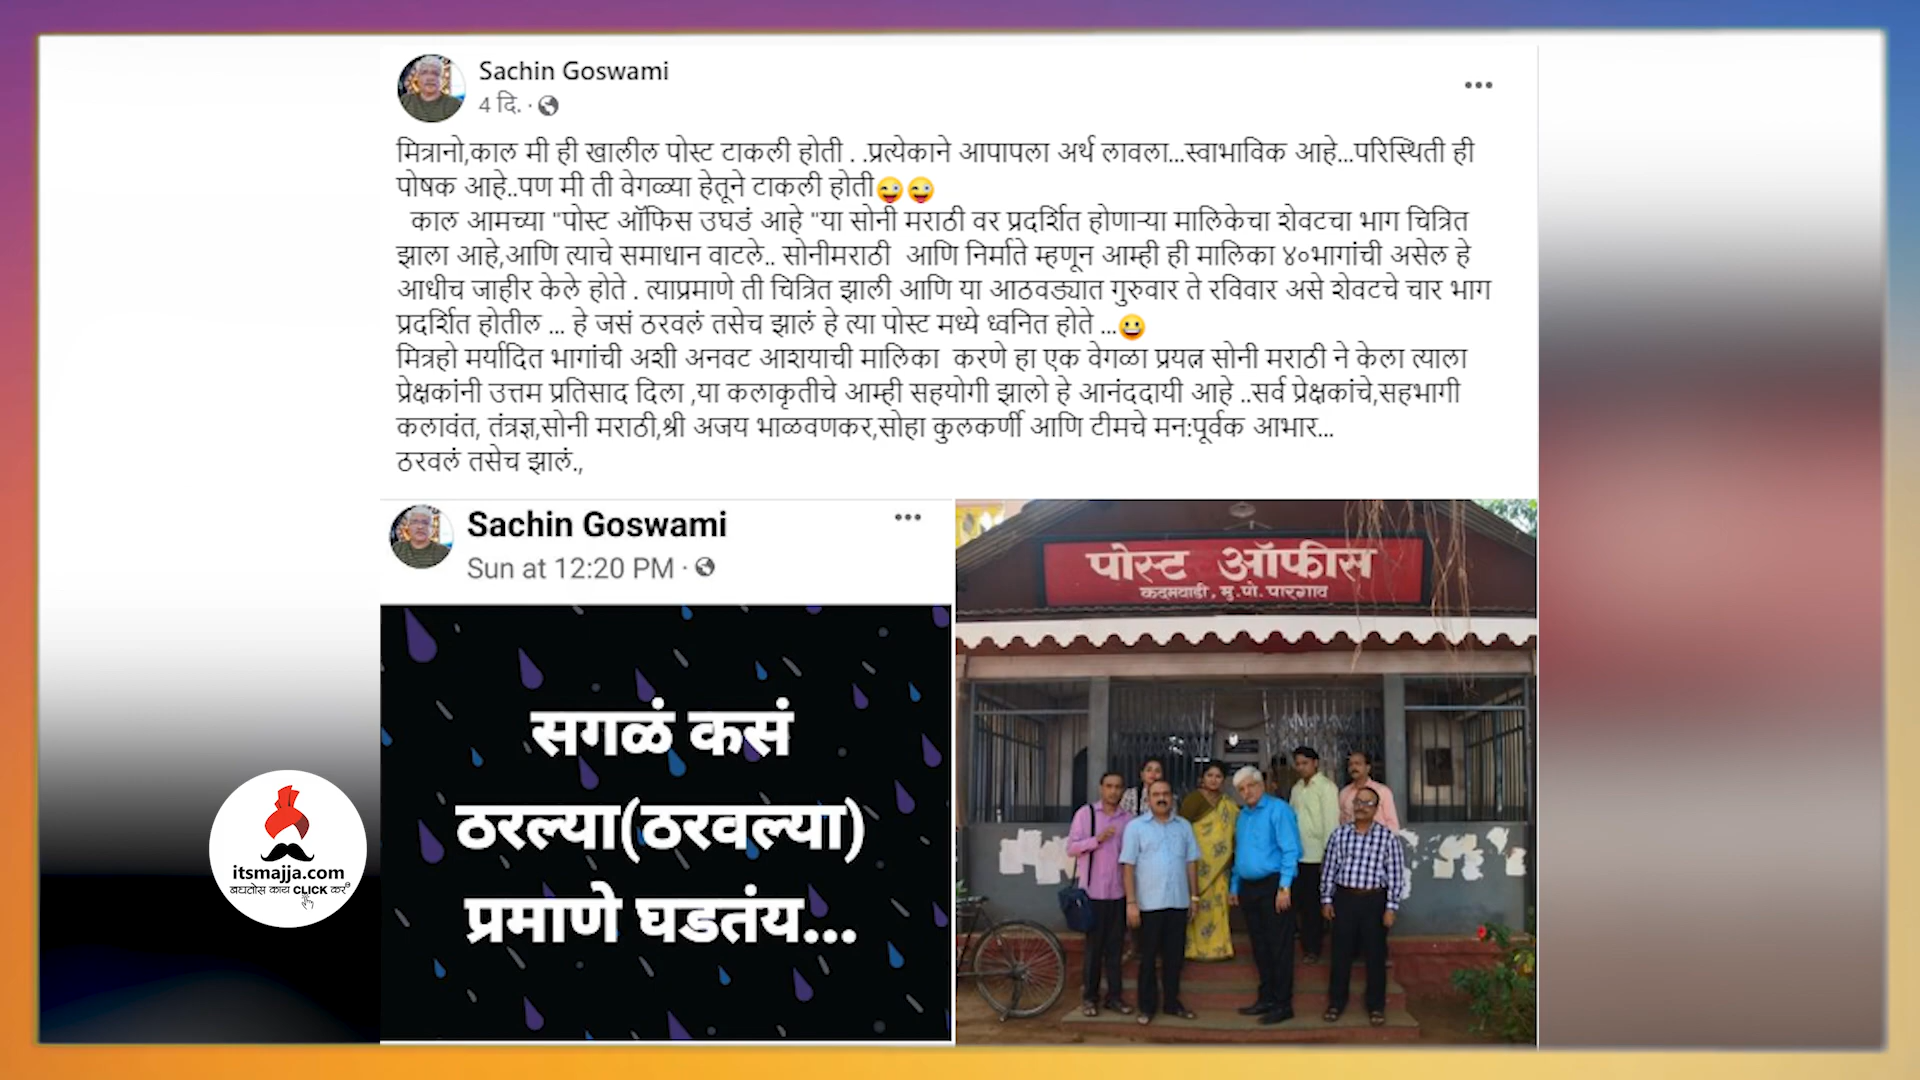 Sachin Goswami
4 दि. ·
मित्रानो,काल मी ही खालील पोस्ट टाकली होती . .प्रत्येकाने आपापला अर्थ लावला...स्वाभाविक आहे...परिस्थिती ही
पोषक आहे..पण मी ती वेगळ्या हेतूने टाकली होती😜😜
काल आमच्या "पोस्ट ऑफिस उघडं आहे "या सोनी मराठी वर प्रदर्शित होणाऱ्या मालिकेचा शेवटचा भाग चित्रित
झाला आहे,आणि त्याचे समाधान वाटले.. सोनीमराठी आणि निर्माते म्हणून आम्ही ही मालिका ४०भागांची असेल हे
आधीच जाहीर केले होते . त्याप्रमाणे ती चित्रित झाली आणि या आठवड्यात गुरुवार ते रविवार असे शेवटचे चार भाग
प्रदर्शित होतील ... हे जसं ठरवलं तसेच झालं हे त्या पोस्ट मध्ये ध्वनित होते ...😀
मित्रहो मर्यादित भागांची अशी अनवट आशयाची मालिका करणे हा एक वेगळा प्रयत्न सोनी मराठी ने केला त्याला
प्रेक्षकांनी उत्तम प्रतिसाद दिला ,या कलाकृतीचे आम्ही सहयोगी झालो हे आनंददायी आहे ..सर्व प्रेक्षकांचे,सहभागी
कलावंत, तंत्रज्ञ,सोनी मराठी,श्री अजय भाळवणकर,सोहा कुलकर्णी आणि टीमचे मन:पूर्वक आभार...
ठरवलं तसेच झालं.,
Sachin Goswami
Sun at 12:20 PM ·
सगळं कसं
ठरल्या(ठरवल्या)
प्रमाणे घडतंय...
पोस्ट ऑफीस
कदमवाडी, मु.पो. पारगाव
itsmajja.com
बघतोस काय CLICK कर